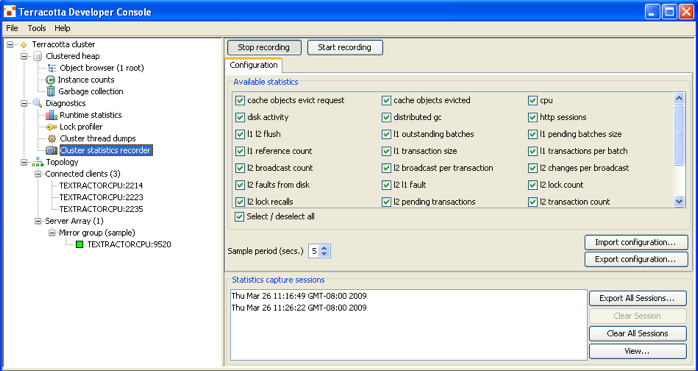 Terracotta Developer Console
File Tools Help
Terracotta cluster
Clustered heap
Object browser (1 root)
Instance counts
Garbage collection
Diagnostics
Runtime statistics
Lock profiler
Cluster thread dumps
Cluster statistics recorder
Topology
Connected clients (3)
TEXTRACTORCPU:2214
TEXTRACTORCPU:2223
TEXTRACTORCPU:2235
Server Array (1)
Mirror group (sample)
TEXTRACTORCPU:9520
Stop recording Start recording
Configuration
Available statistics
cache objects evict request cache objects evicted cpu
disk activity distributed gc http sessions
l1 l2 flush l1 outstanding batches l1 pending batches size
l1 reference count l1 transaction size l1 transactions per batch
l2 broadcast count l2 broadcast per transaction l2 changes per broadcast
l2 faults from disk l2 l1 fault l2 lock count
l2 lock recalls l2 pending transactions l2 transaction count
Select / deselect all
Sample period (secs.) 5
Import configuration...
Export configuration...
Statistics capture sessions
Thu Mar 26 11:16:49 GMT-08:00 2009
Thu Mar 26 11:26:22 GMT-08:00 2009
Export All Sessions...
Clear Session
Clear All Sessions
View...